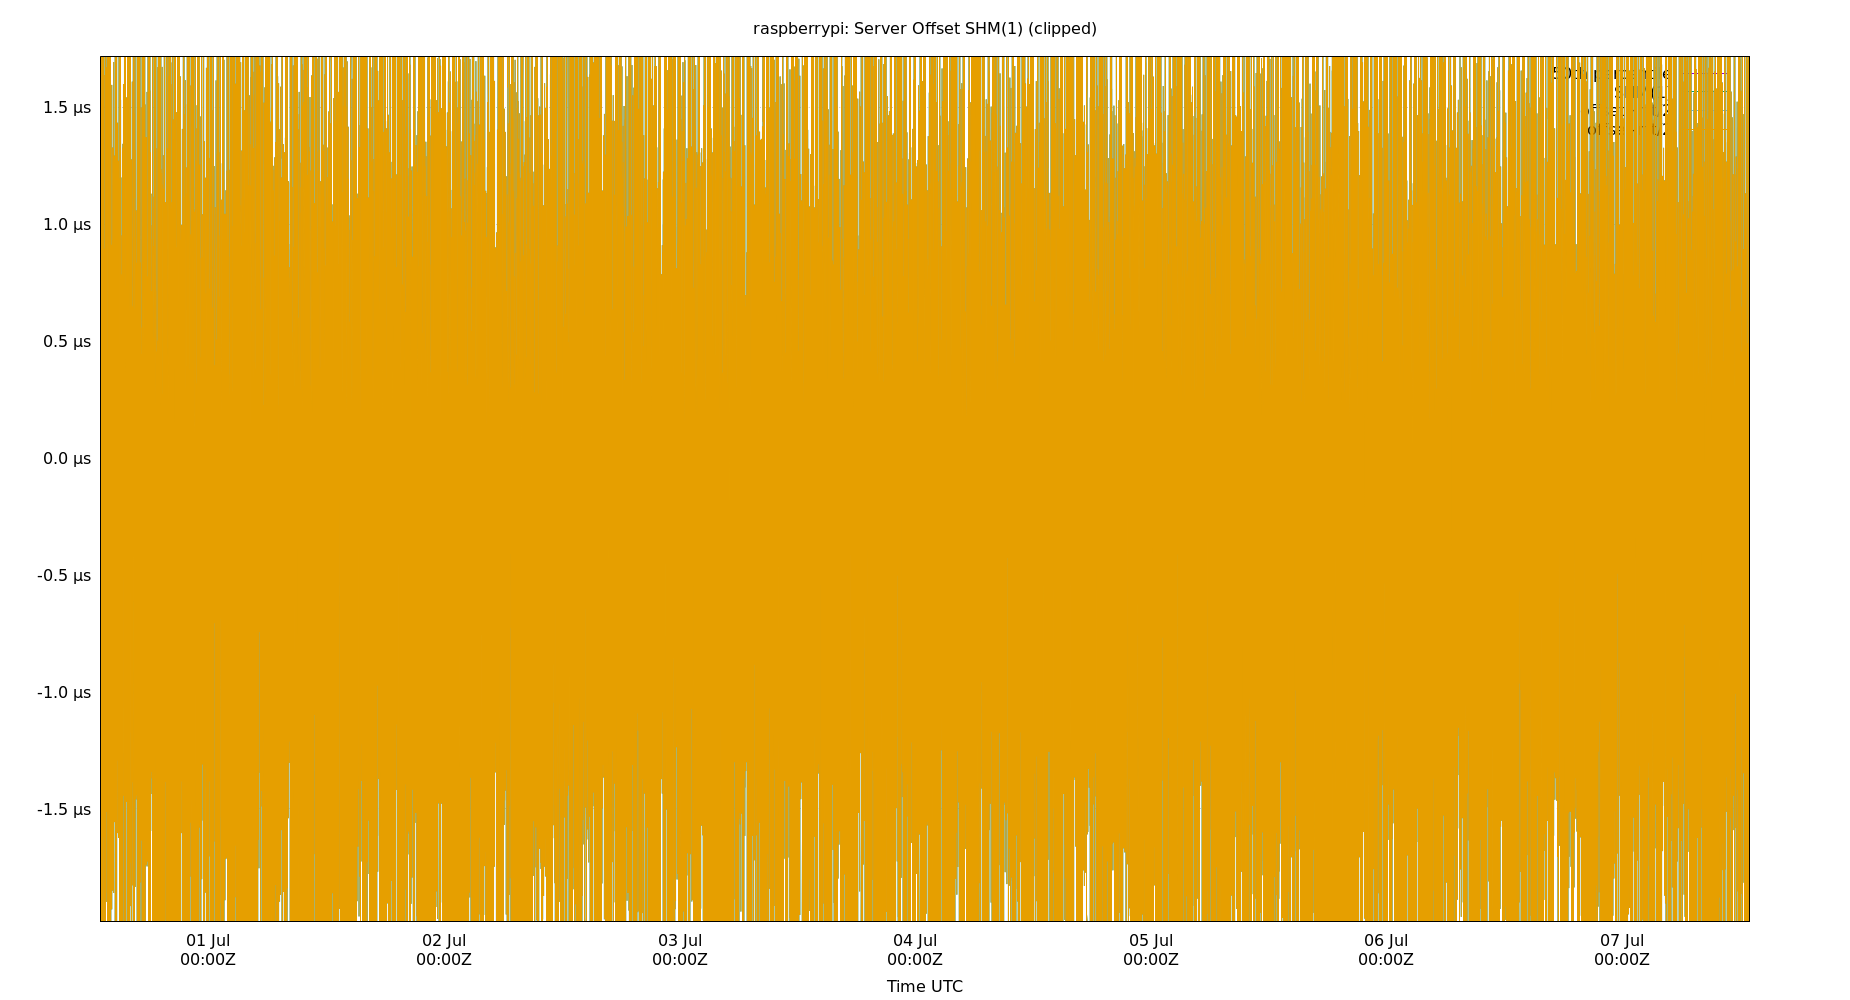 raspberrypi: Server Offset SHM(1) (clipped)
50th percentile
1.5 µs
1.0 µs
0.5 µs
0.0 µs
-0.5 µs
-1.0 µs
-1.5 µs
01 Jul 02 Jul 03 Jul 04 Jul 05 Jul 06 Jul 07 Jul
00:00Z 00:00Z 00:00Z 00:00Z 00:00Z 00:00Z 00:00Z
Time UTC